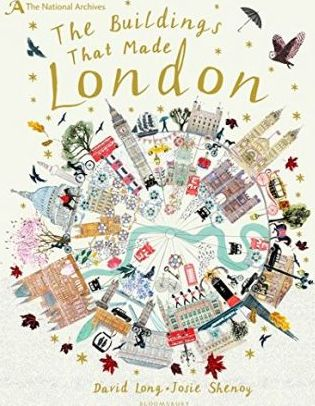 The National Archives
The Buildings
That Made
London
David Long • Josie Shenoy
BLOOMSBURY